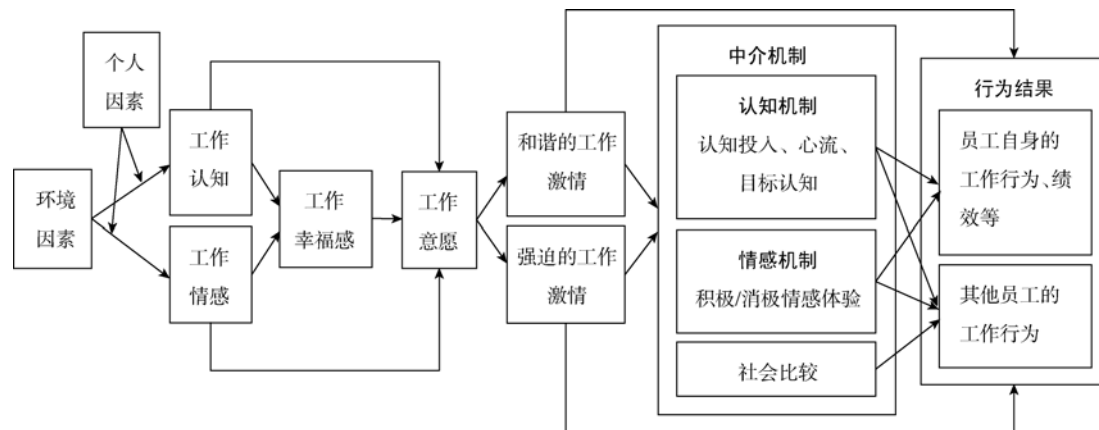 个人
因素
环境
因素
工作
认知
工作
情感
工作
幸福感
工作
意愿
和谐的工作
激情
强迫的工作
激情
中介机制
认知机制
认知投入、心流、
目标认知
情感机制
积极/消极情感体验
社会比较
行为结果
员工自身的
工作行为、绩
效等
其他员工的
工作行为